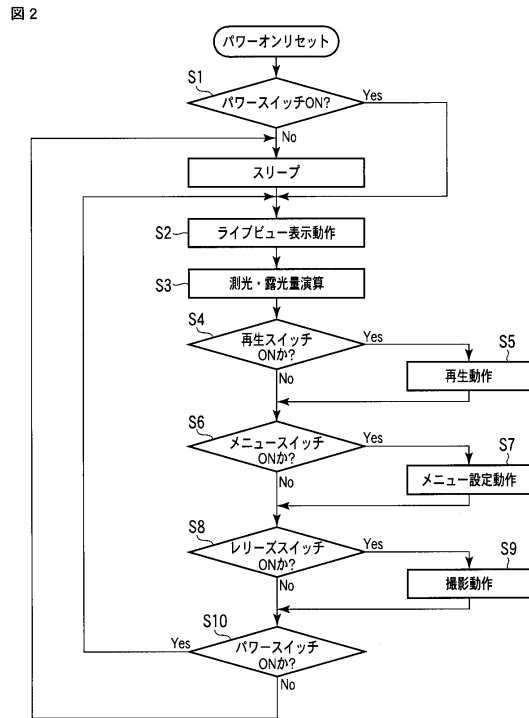 図2
パワーオンリセット
S1
パワースイッチON?
Yes
No
スリープ
S2
ライブビュー表示動作
S3
測光・露光量演算
S4
再生スイッチ
ONか?
Yes
No
S5
再生動作
S6
メニュースイッチ
ONか?
Yes
No
S7
メニュー設定動作
S8
レリーズスイッチ
ONか?
Yes
No
S9
撮影動作
S10
パワースイッチ
ONか?
Yes
No